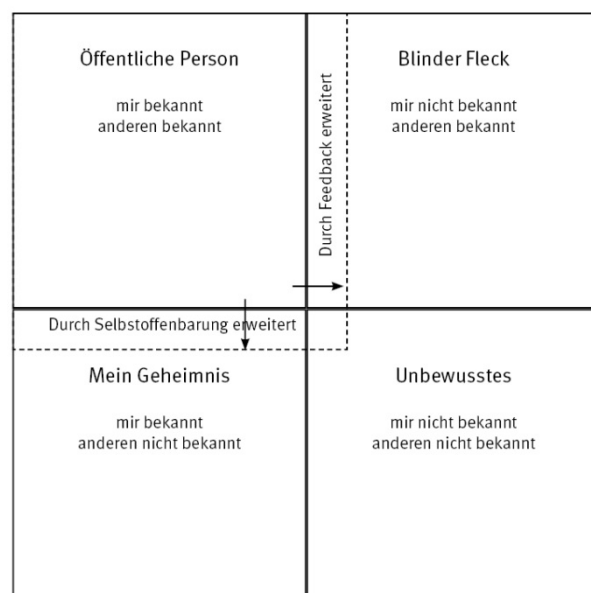 Öffentliche Person
mir bekannt
anderen bekannt
Durch Feedback erweitert
Blinder Fleck
mir nicht bekannt
anderen bekannt
Durch Selbstoffenbarung erweitert
Mein Geheimnis
mir bekannt
anderen nicht bekannt
Unbewusstes
mir nicht bekannt
anderen nicht bekannt